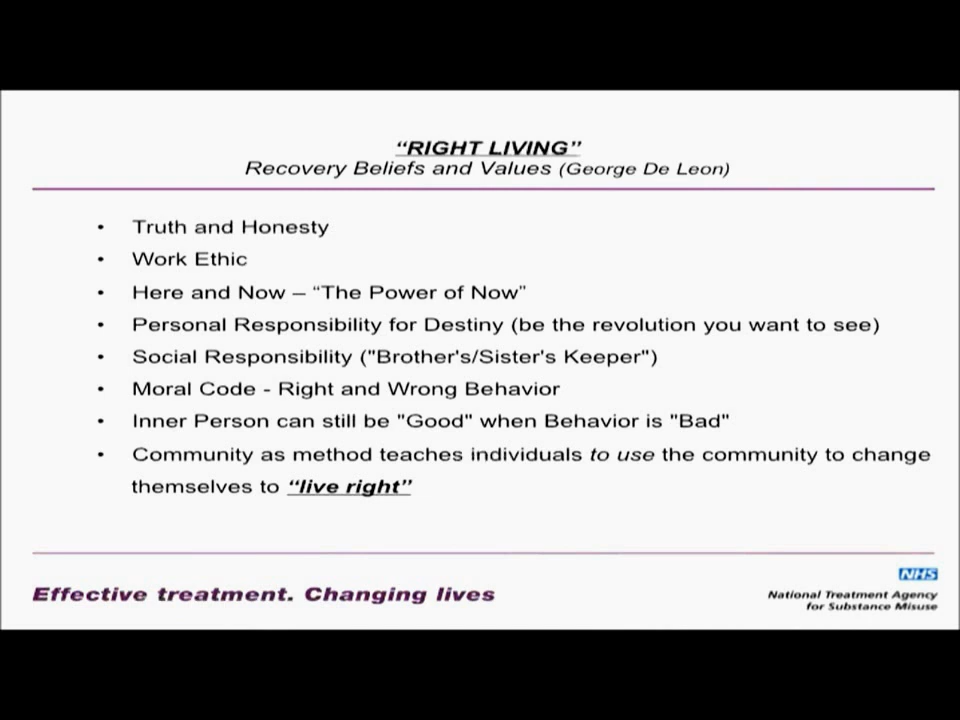 “RIGHT LIVING”
Recovery Beliefs and Values (George De Leon)
• Truth and Honesty
• Work Ethic
• Here and Now – “The Power of Now”
• Personal Responsibility for Destiny (be the revolution you want to see)
• Social Responsibility ("Brother's/Sister's Keeper")
• Moral Code - Right and Wrong Behavior
• Inner Person can still be "Good" when Behavior is "Bad"
• Community as method teaches individuals to use the community to change
themselves to “live right”
Effective treatment. Changing lives
NHS
National Treatment Agency
for Substance Misuse